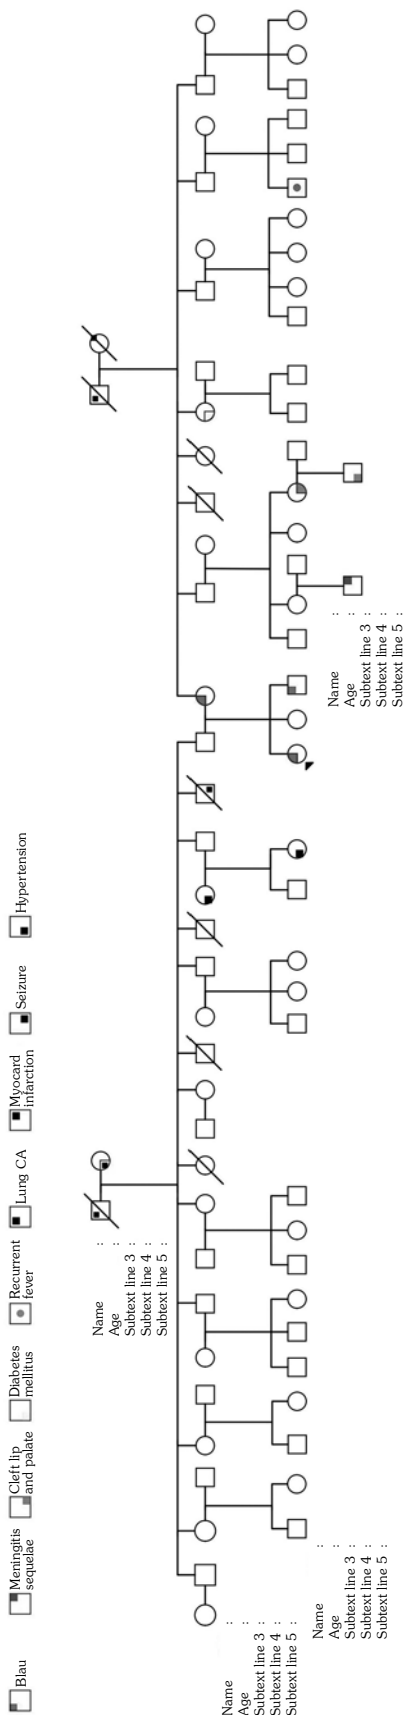 Blau
Meningitis
sequelae
Cleft lip
and palate
Diabetes
mellitus
Recurrent
fever
Lung CA
Myocard
infarction
Seizure
Hypertension
Name :
Age :
Subtext line 3 :
Subtext line 4 :
Subtext line 5 :
Name :
Age :
Subtext line 3 :
Subtext line 4 :
Subtext line 5 :
Name :
Age :
Subtext line 3 :
Subtext line 4 :
Subtext line 5 :
Name :
Age :
Subtext line 3 :
Subtext line 4 :
Subtext line 5 :